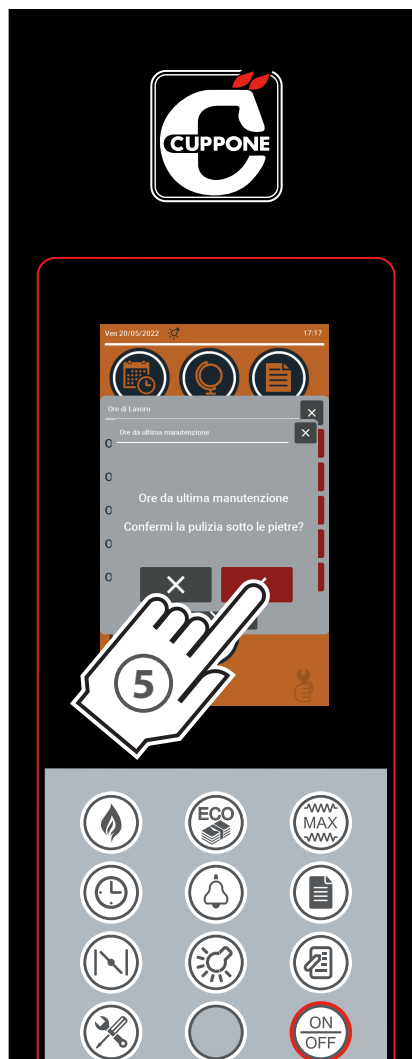 CUPPONE
Ven 20/05/2022
17:17
Ore di Lavoro
Ore da ultima manutenzione
Ore da ultima manutenzione
Confermi la pulizia sotto le pietre?
5
ECO
MAX
ON
OFF